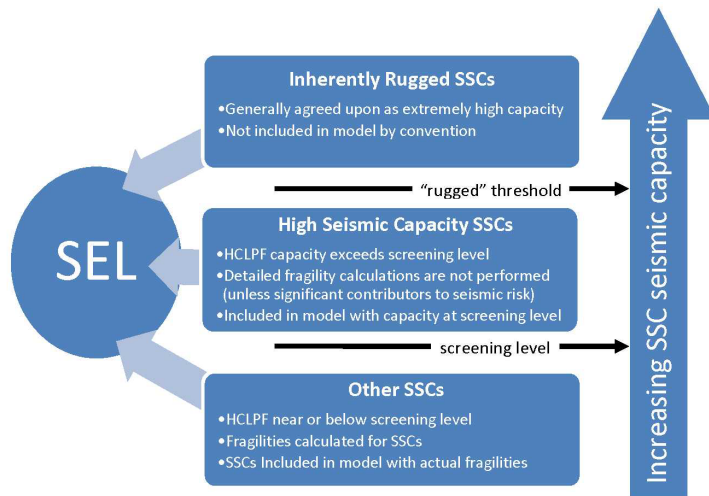 Inherently Rugged SSCs
•Generally agreed upon as extremely high capacity
•Not included in model by convention
“rugged” threshold
SEL
High Seismic Capacity SSCs
•HCLPF capacity exceeds screening level
•Detailed fragility calculations are not performed
(unless significant contributors to seismic risk)
•Included in model with capacity at screening level
screening level
Other SSCs
•HCLPF near or below screening level
•Fragilities calculated for SSCs
•SSCs Included in model with actual fragilities
Increasing SSC seismic capacity